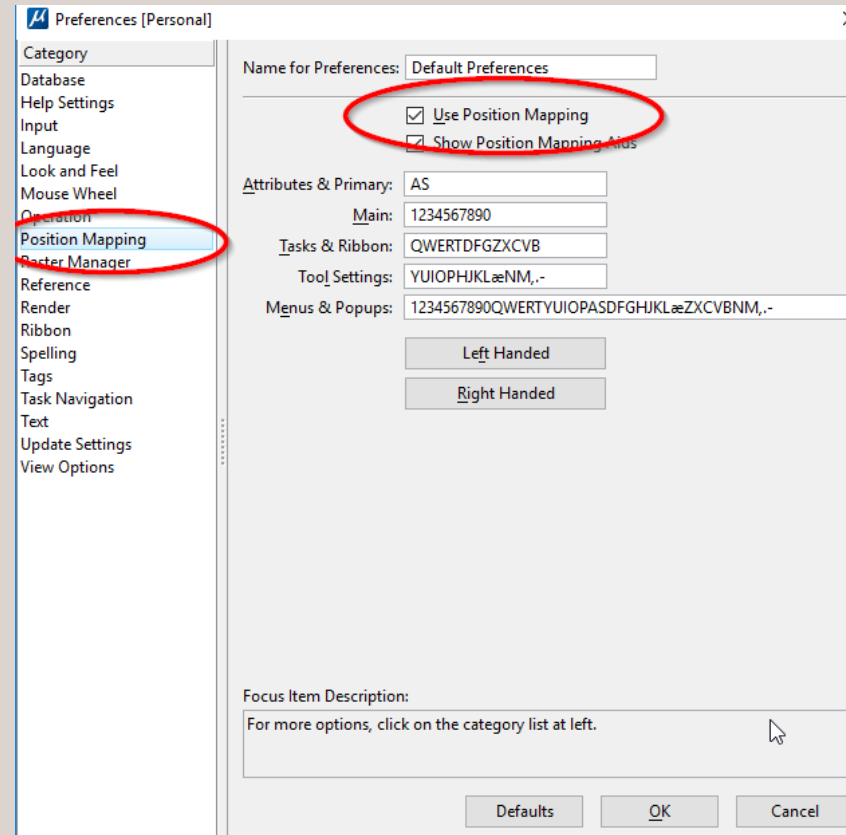 Preferences [Personal]
Category
Database
Help Settings
Input
Language
Look and Feel
Mouse Wheel
Operation
Position Mapping
Raster Manager
Reference
Render
Ribbon
Spelling
Tags
Task Navigation
Text
Update Settings
View Options
Name for Preferences: Default Preferences
Use Position Mapping
Show Position Mapping Aids
Attributes & Primary: AS
Main: 1234567890
Tasks & Ribbon: QWERTDFGZXCVB
Tool Settings: YUIOPHJKLæNM,.-
Menus & Popups: 1234567890QWERTYUIOPASDFGHJKLæZXCVBNM,.-
Left Handed
Right Handed
Focus Item Description:
For more options, click on the category list at left.
Defaults OK Cancel